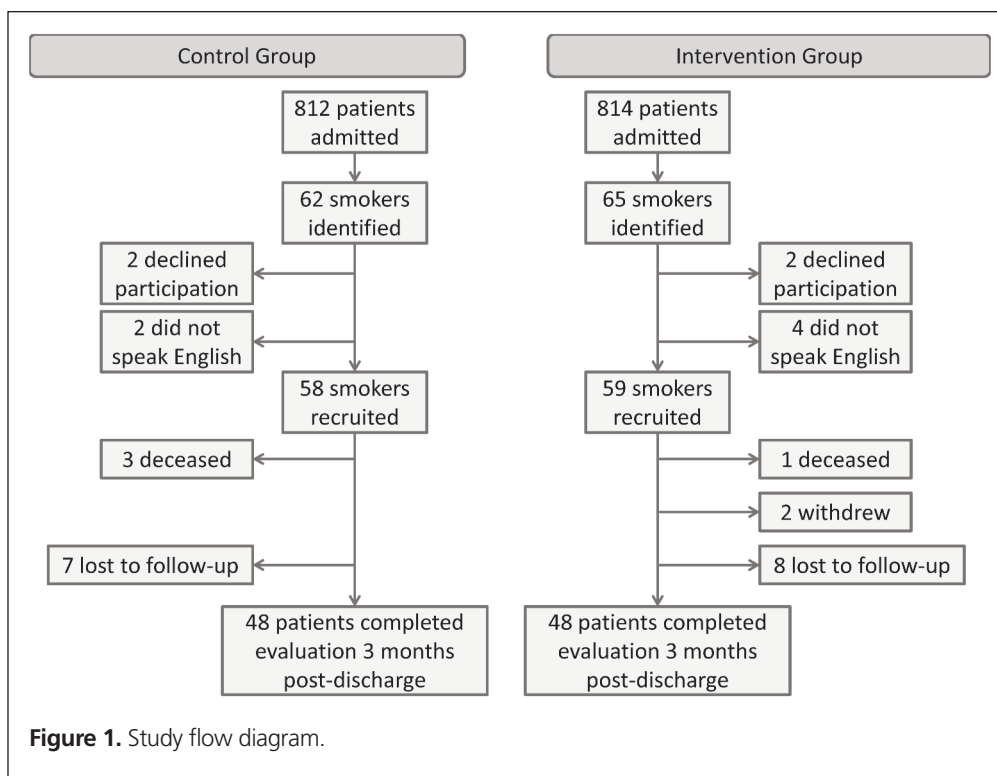 Control Group
Intervention Group
812 patients
admitted
814 patients
admitted
62 smokers
identified
65 smokers
identified
2 declined
participation
2 declined
participation
2 did not
speak English
4 did not
speak English
58 smokers
recruited
59 smokers
recruited
3 deceased
1 deceased
2 withdrew
7 lost to follow-up
8 lost to follow-up
48 patients completed
evaluation 3 months
post-discharge
48 patients completed
evaluation 3 months
post-discharge
Figure 1. Study flow diagram.